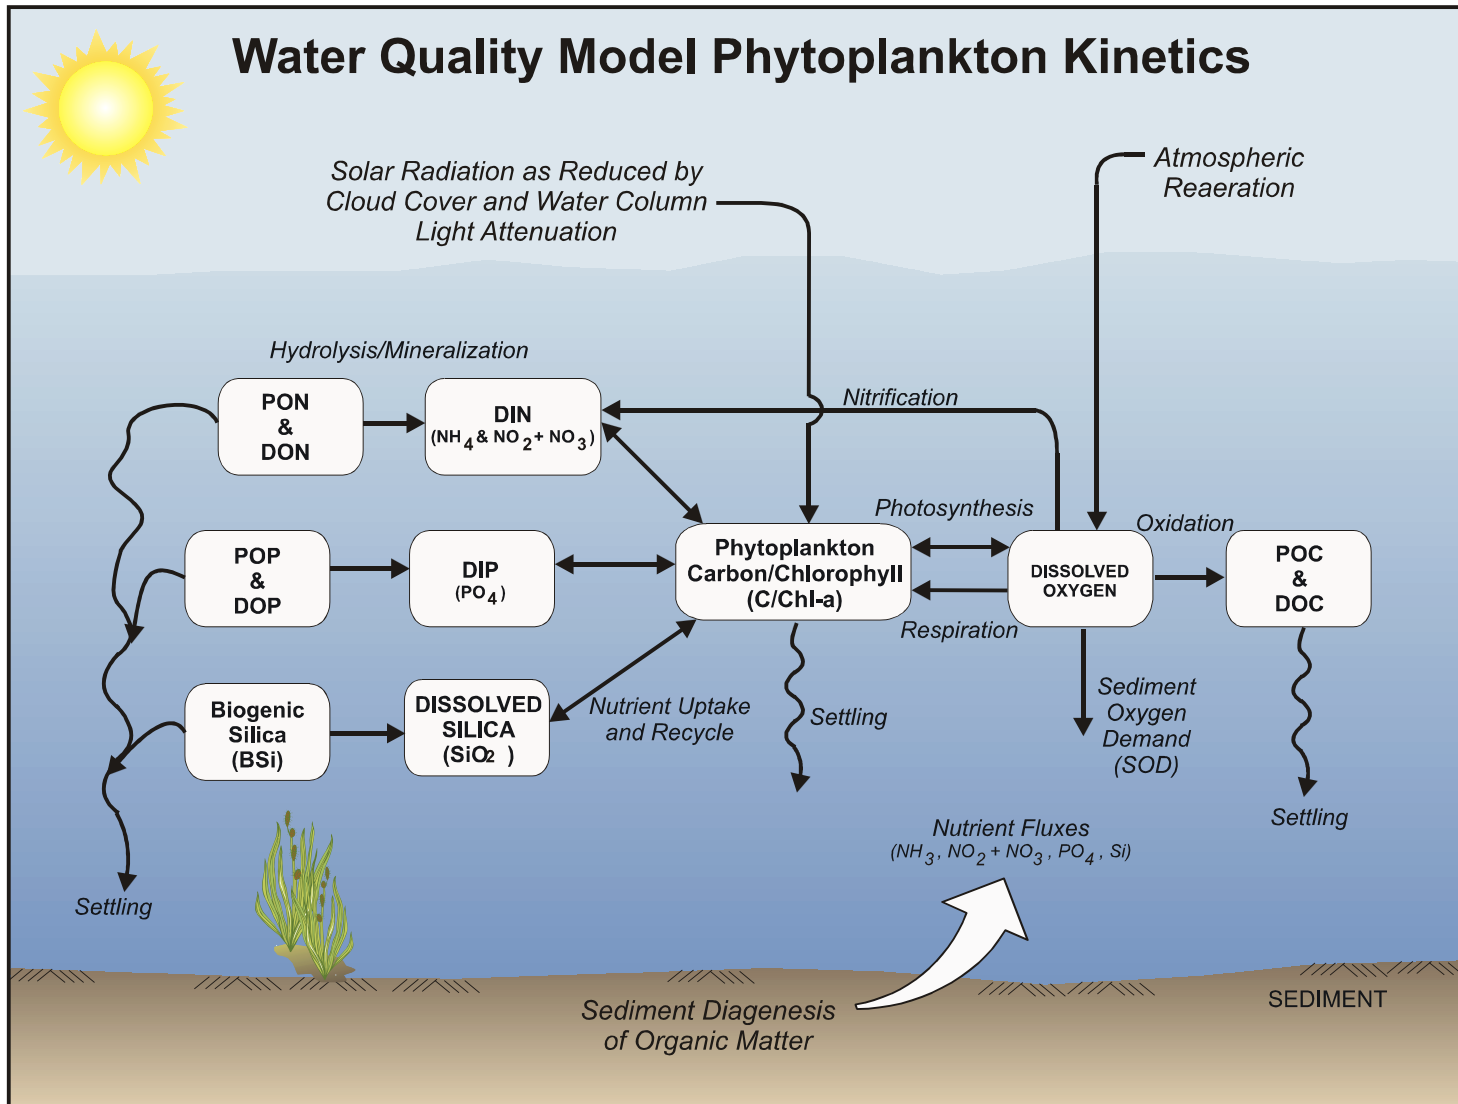 Water Quality Model Phytoplankton Kinetics
Solar Radiation as Reduced by
Cloud Cover and Water Column
Light Attenuation
Atmospheric
Reaeration
Hydrolysis/Mineralization
PON
&
DON
DIN
(NH4 & NO2 + NO3)
Nitrification
POP
&
DOP
DIP
(PO4)
Phytoplankton
Carbon/Chlorophyll
(C/Chl-a)
Photosynthesis
Respiration
DISSOLVED
OXYGEN
Oxidation
POC
&
DOC
Biogenic
Silica
(BSi)
DISSOLVED
SILICA
(SiO2 )
Nutrient Uptake
and Recycle
Settling
Sediment
Oxygen
Demand
(SOD)
Settling
Settling
Nutrient Fluxes
(NH3 , NO2 + NO3 , PO4 , Si)
Sediment Diagenesis
of Organic Matter
SEDIMENT